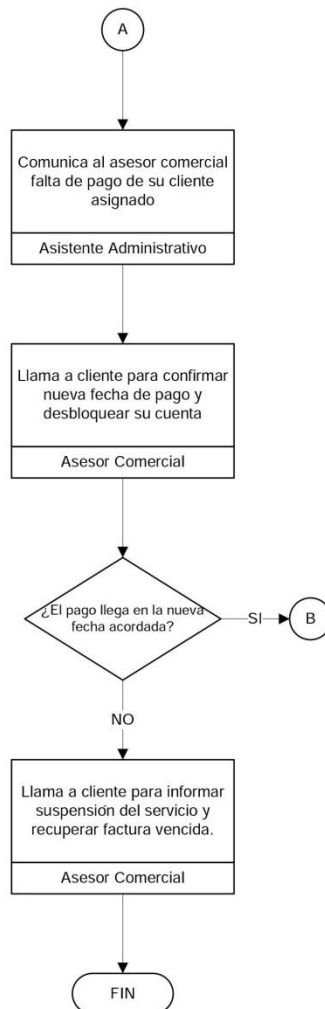 A
Comunica al asesor comercial
falta de pago de su cliente
asignado
Asistente Administrativo
Llama a cliente para confirmar
nueva fecha de pago y
desbloquear su cuenta
Asesor Comercial
¿El pago llega en la nueva
fecha acordada?
SI
B
NO
Llama a cliente para informar
suspensión del servicio y
recuperar factura vencida.
Asesor Comercial
FIN